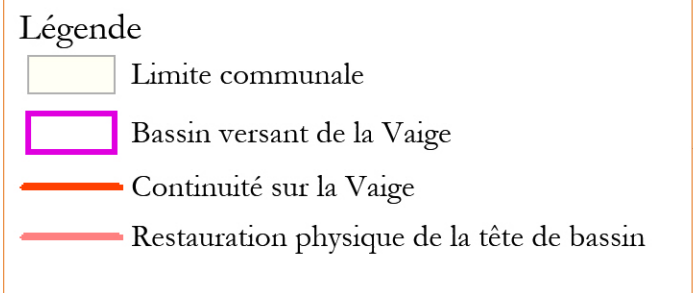 Légende
Limite communale
Bassin versant de la Vaige
Continuité sur la Vaige
Restauration physique de la tête de bassin